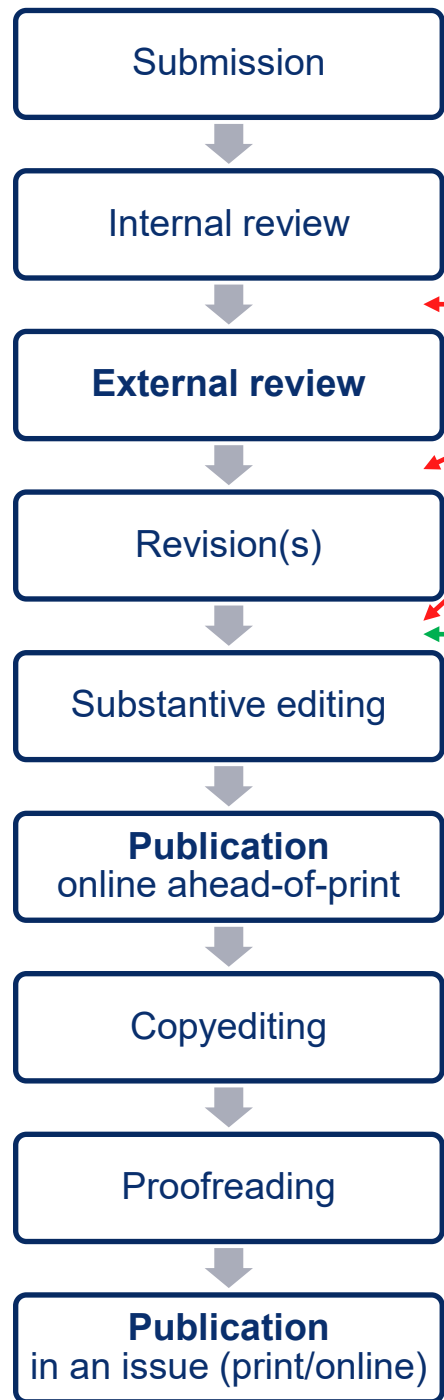 Submission
Internal review
External review
Revision(s)
Substantive editing
Publication
online ahead-of-print
Copyediting
Proofreading
Publication
in an issue (print/online)